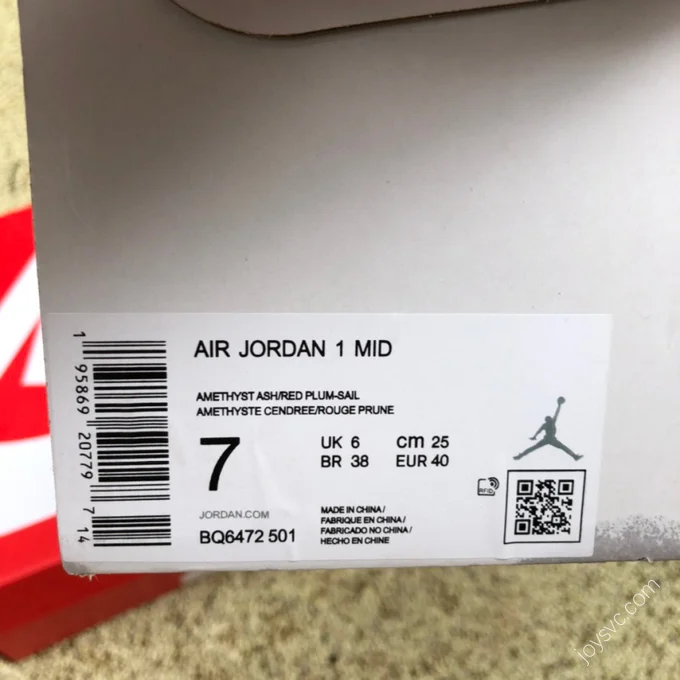 AIR JORDAN 1 MID
AMETHYST ASH/RED PLUM-SAIL
AMETHYSTE CENDREE/ROUGE PRUNE
7
UK 6 cm 25
BR 38 EUR 40
RFID
JORDAN.COM
BQ6472 501
MADE IN CHINA/
FABRIQUE EN CHINA/
FABRICADO NO CHINA/
HECHO EN CHINE
1 95869 20779 714
joysvc.com